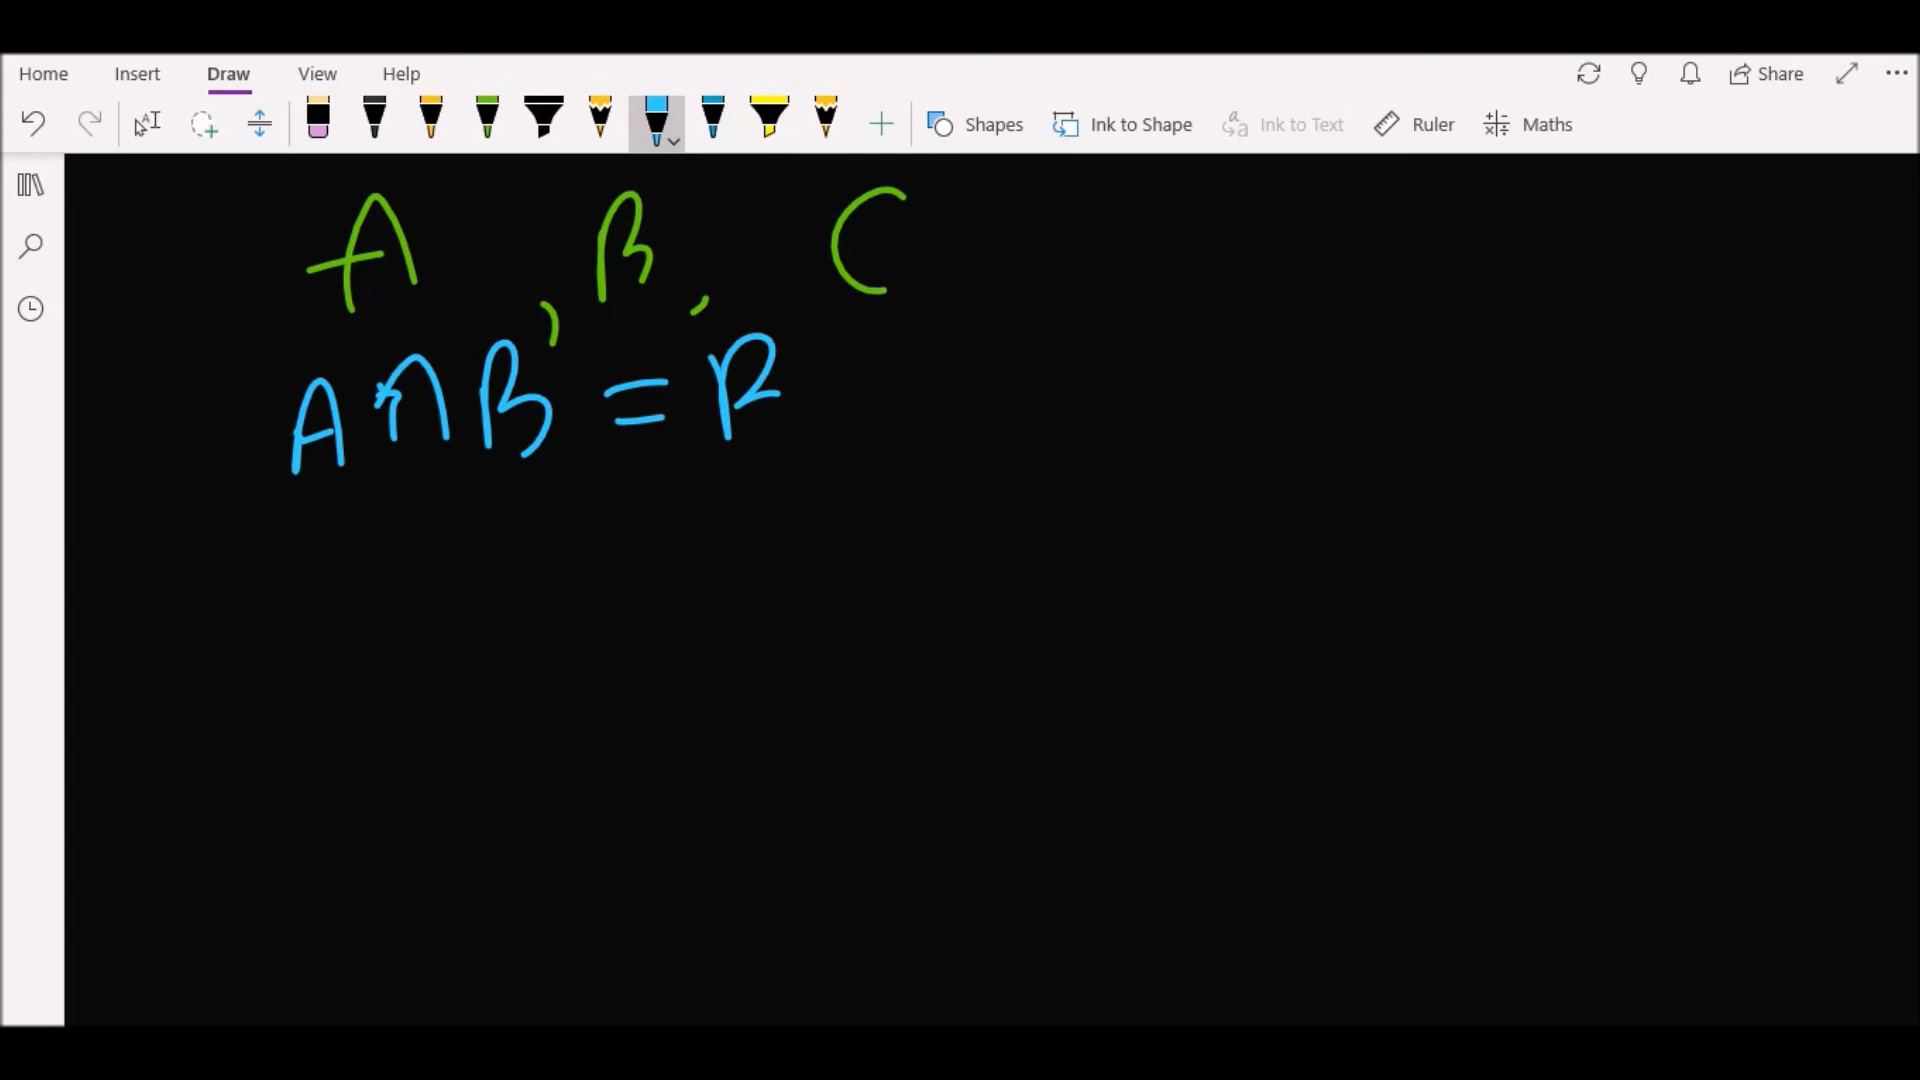 Home Insert Draw View Help Share
Shapes Ink to Shape Ink to Text Ruler Maths
A , B , C
A ∩ B = R